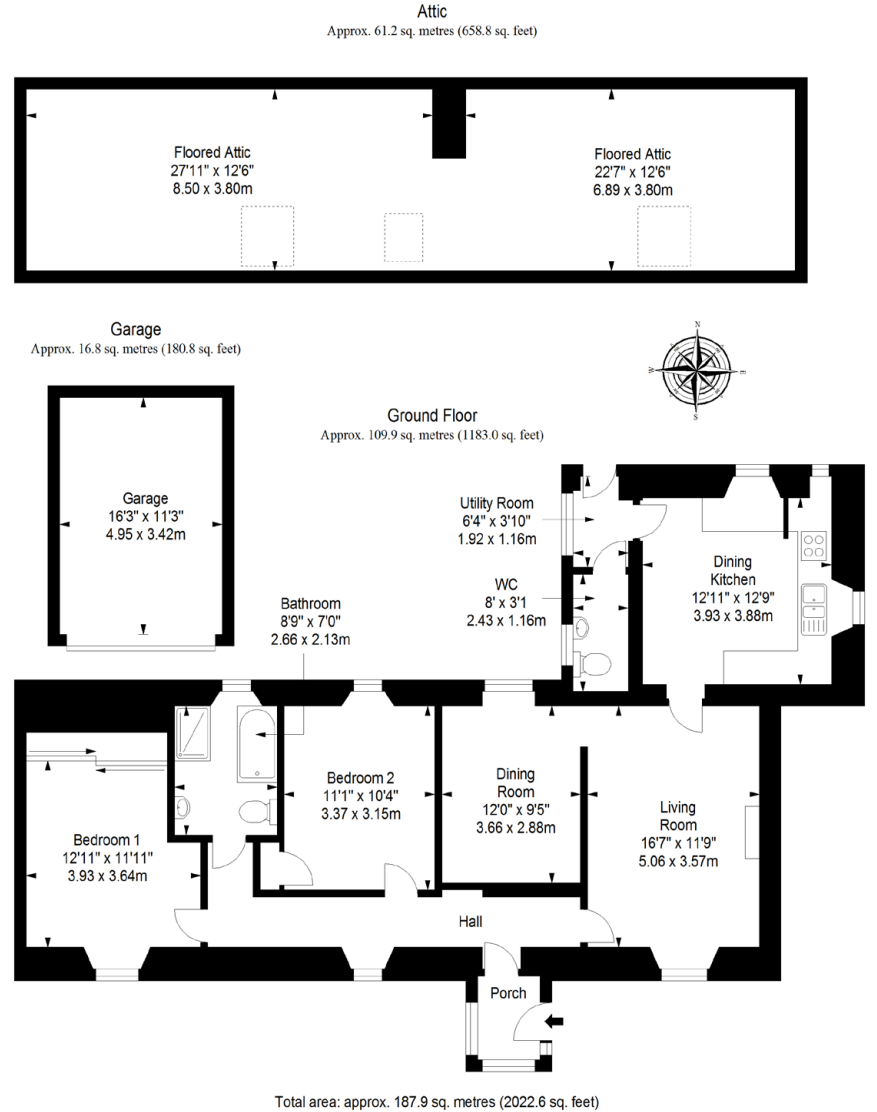 Attic
Approx. 61.2 sq. metres (658.8 sq. feet)
Floored Attic
27'11" x 12'6"
8.50 x 3.80m
Floored Attic
22'7" x 12'6"
6.89 x 3.80m
Garage
Approx. 16.8 sq. metres (180.8 sq. feet)
N
W
E
S
Ground Floor
Approx. 109.9 sq. metres (1183.0 sq. feet)
Garage
16'3" x 11'3"
4.95 x 3.42m
Utility Room
6'4" x 3'10"
1.92 x 1.16m
WC
8' x 3'1
2.43 x 1.16m
Dining
Kitchen
12'11" x 12'9"
3.93 x 3.88m
Bathroom
8'9" x 7'0"
2.66 x 2.13m
Bedroom 1
12'11" x 11'11"
3.93 x 3.64m
Bedroom 2
11'1" x 10'4"
3.37 x 3.15m
Dining
Room
12'0" x 9'5"
3.66 x 2.88m
Living
Room
16'7" x 11'9"
5.06 x 3.57m
Hall
Porch
Total area: approx. 187.9 sq. metres (2022.6 sq. feet)